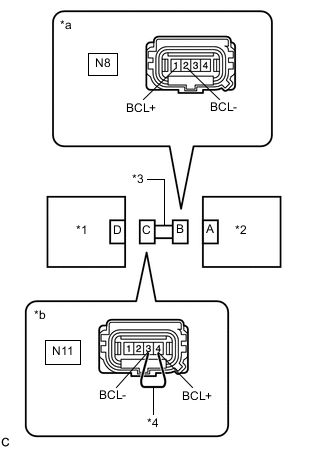 *a
N8
1 2 3 4
BCL+
BCL-
*3
*1
D
C
B
A
*2
*b
N11
1 2 3 4
BCL-
BCL+
*4
C